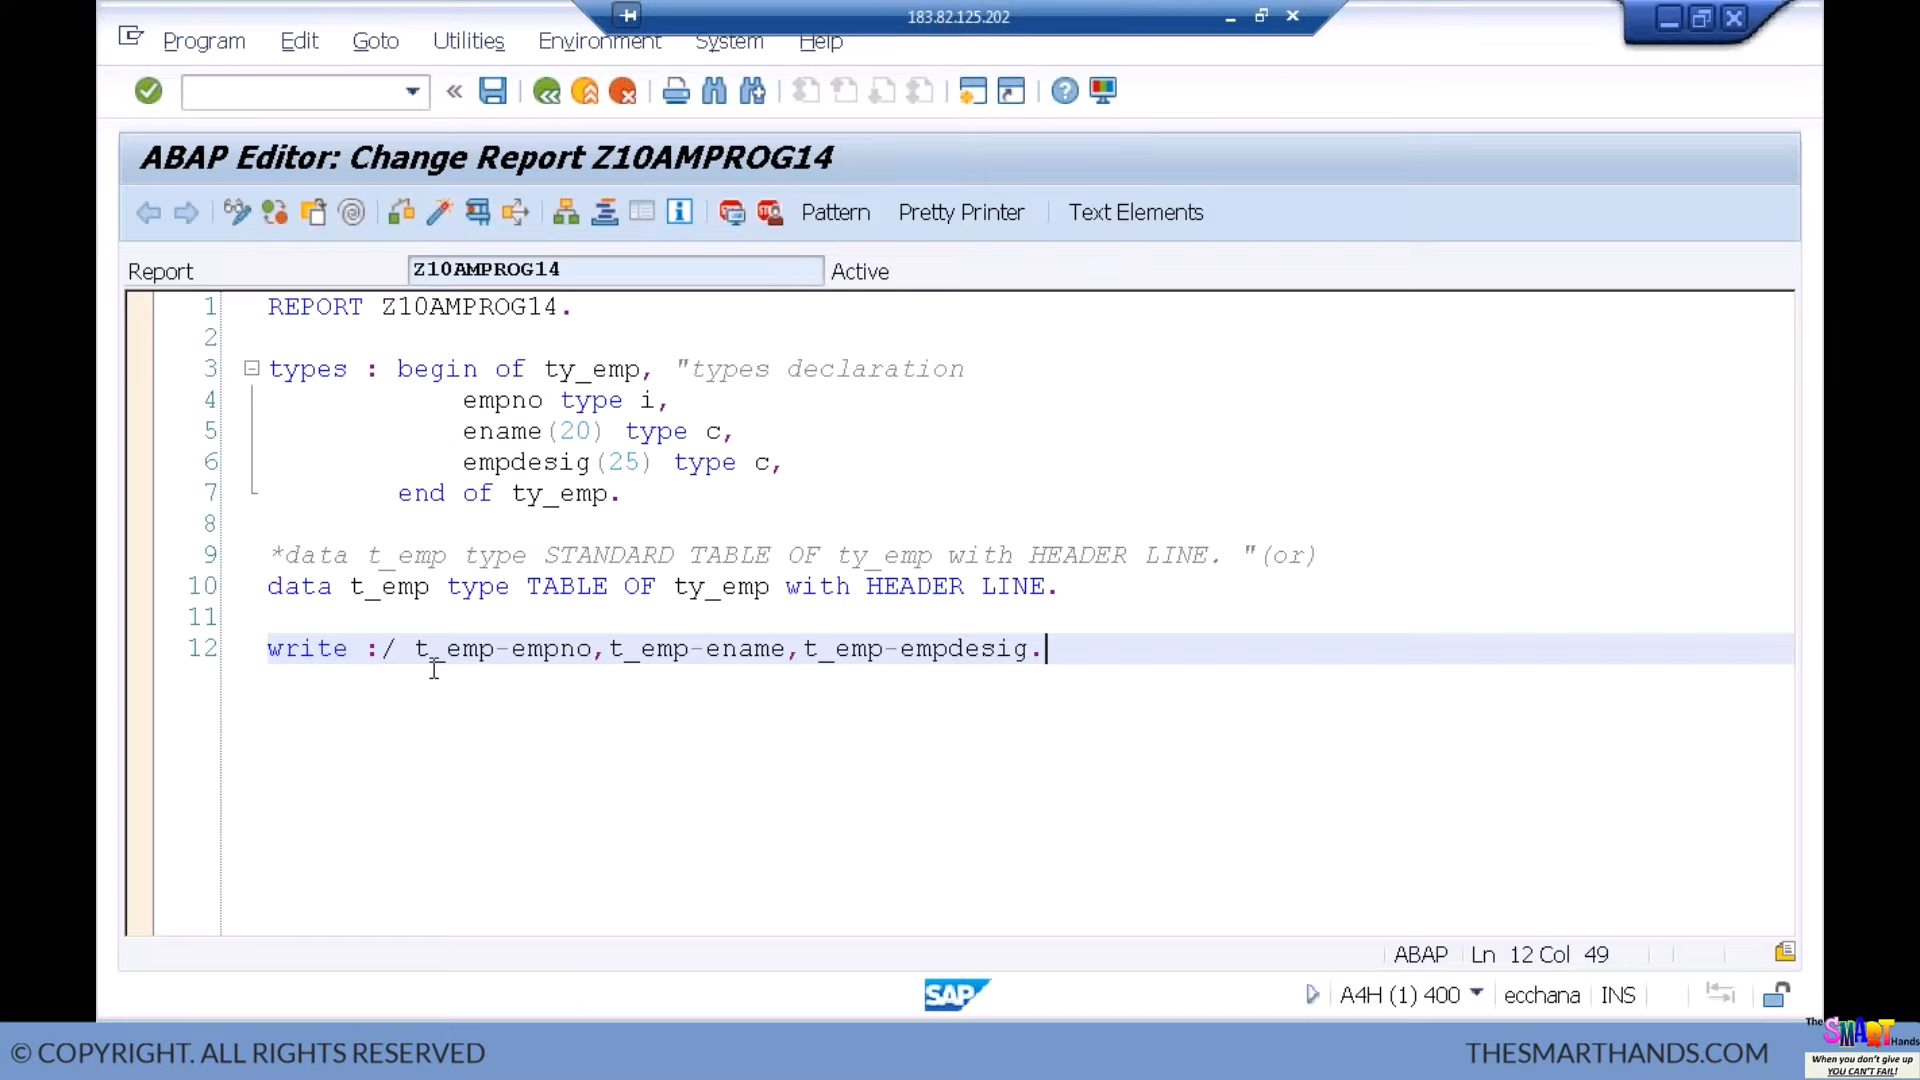 183.82.125.202
Program Edit Goto Utilities Environment System Help
ABAP Editor: Change Report Z10AMPROG14
Pattern Pretty Printer Text Elements
Report Z10AMPROG14 Active
1 REPORT Z10AMPROG14.
2
3 types : begin of ty_emp, "types declaration
4 empno type i,
5 ename(20) type c,
6 empdesig(25) type c,
7 end of ty_emp.
8
9 *data t_emp type STANDARD TABLE OF ty_emp with HEADER LINE. "(or)
10 data t_emp type TABLE OF ty_emp with HEADER LINE.
11
12 write :/ t_emp-empno,t_emp-ename,t_emp-empdesig.
ABAP Ln 12 Col 49
SAP A4H (1) 400 ecchana INS
© COPYRIGHT. ALL RIGHTS RESERVED
THESMARTHANDS.COM
The SMART Hands
When you don't give up
YOU CAN'T FAIL!